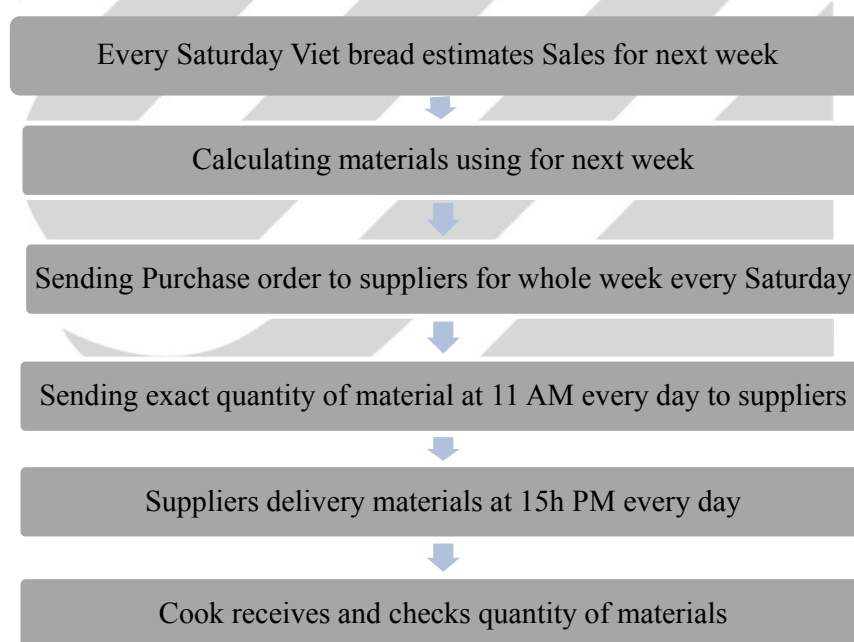 Every Saturday Viet bread estimates Sales for next week
Calculating materials using for next week
Sending Purchase order to suppliers for whole week every Saturday
Sending exact quantity of material at 11 AM every day to suppliers
Suppliers delivery materials at 15h PM every day
Cook receives and checks quantity of materials